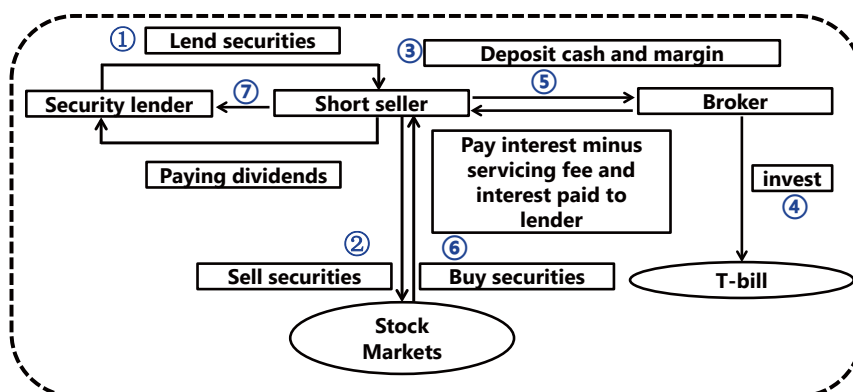 ① Lend securities
③ Deposit cash and margin
Security lender
⑦
Short seller
⑤
Broker
Paying dividends
Pay interest minus
servicing fee and
interest paid to
lender
invest
④
②
⑥
Sell securities
Buy securities
T-bill
Stock
Markets